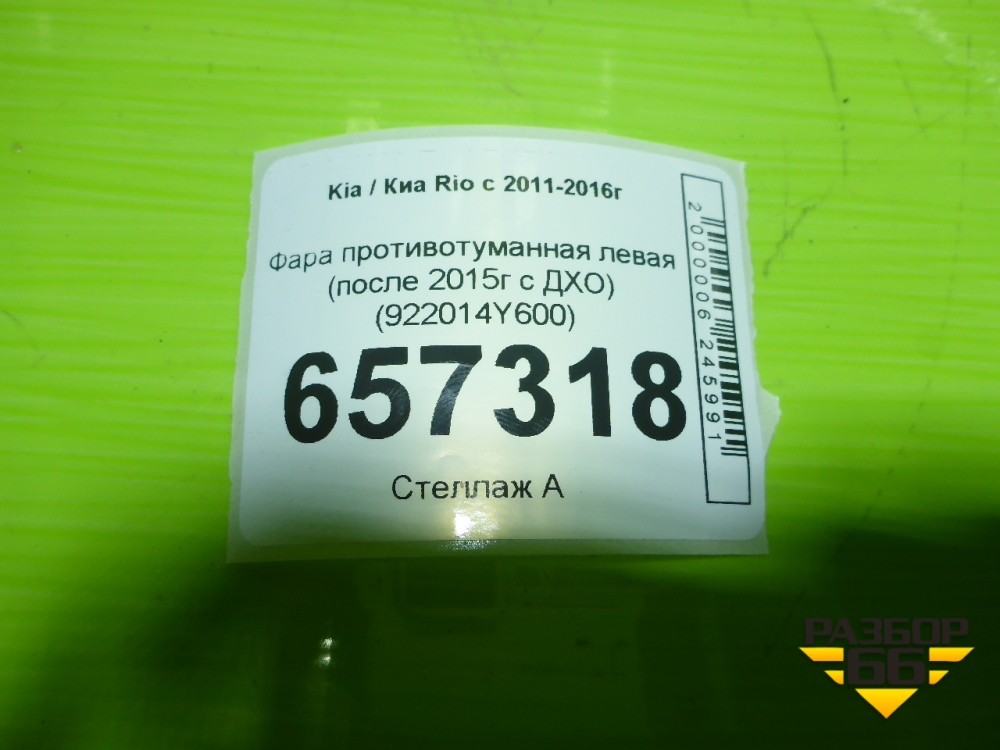 Kia / Киа Rio с 2011-2016г
Фара противотуманная левая
(после 2015г с ДХО)
(922014Y600)
657318
Стеллаж А
2000006245991
РАЗБОР
66